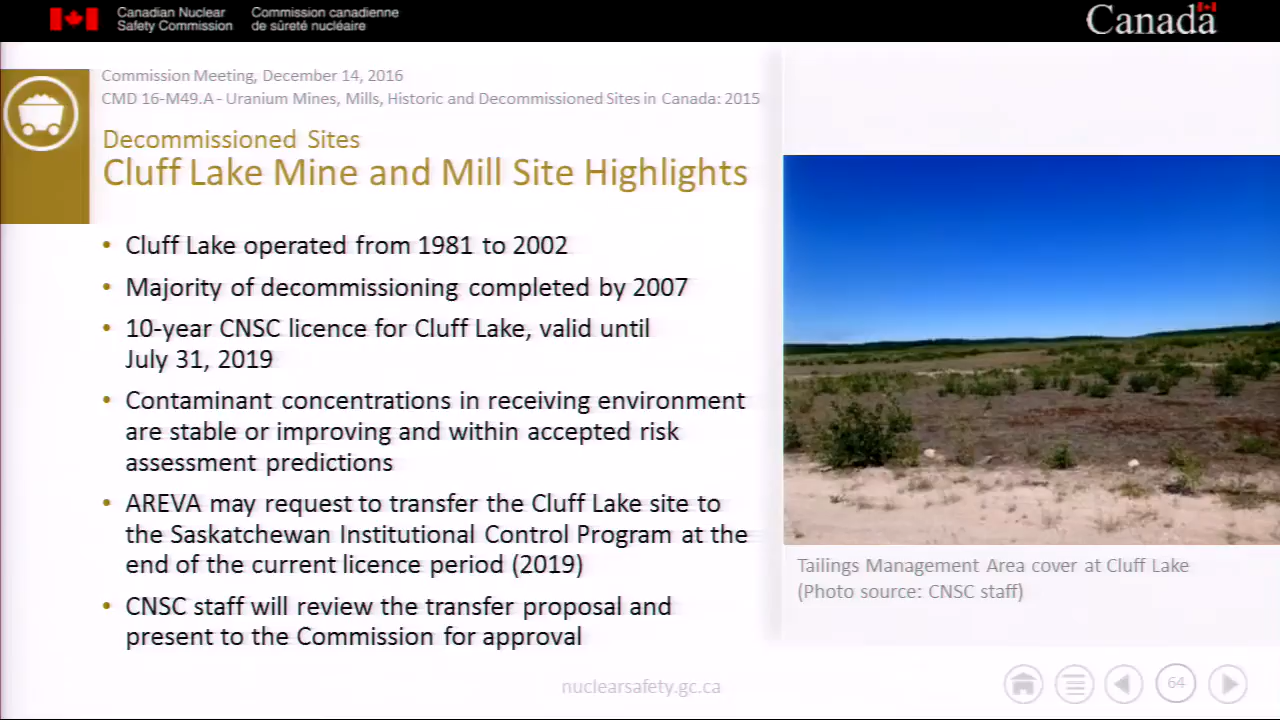 Canadian Nuclear
Safety Commission
Commission canadienne
de sûreté nucléaire
Canada
Commission Meeting, December 14, 2016
CMD 16-M49.A - Uranium Mines, Mills, Historic and Decommissioned Sites in Canada: 2015
Decommissioned Sites
Cluff Lake Mine and Mill Site Highlights
• Cluff Lake operated from 1981 to 2002
• Majority of decommissioning completed by 2007
• 10-year CNSC licence for Cluff Lake, valid until
July 31, 2019
• Contaminant concentrations in receiving environment
are stable or improving and within accepted risk
assessment predictions
• AREVA may request to transfer the Cluff Lake site to
the Saskatchewan Institutional Control Program at the
end of the current licence period (2019)
• CNSC staff will review the transfer proposal and
present to the Commission for approval
Tailings Management Area cover at Cluff Lake
(Photo source: CNSC staff)
nuclearsafety.gc.ca
64